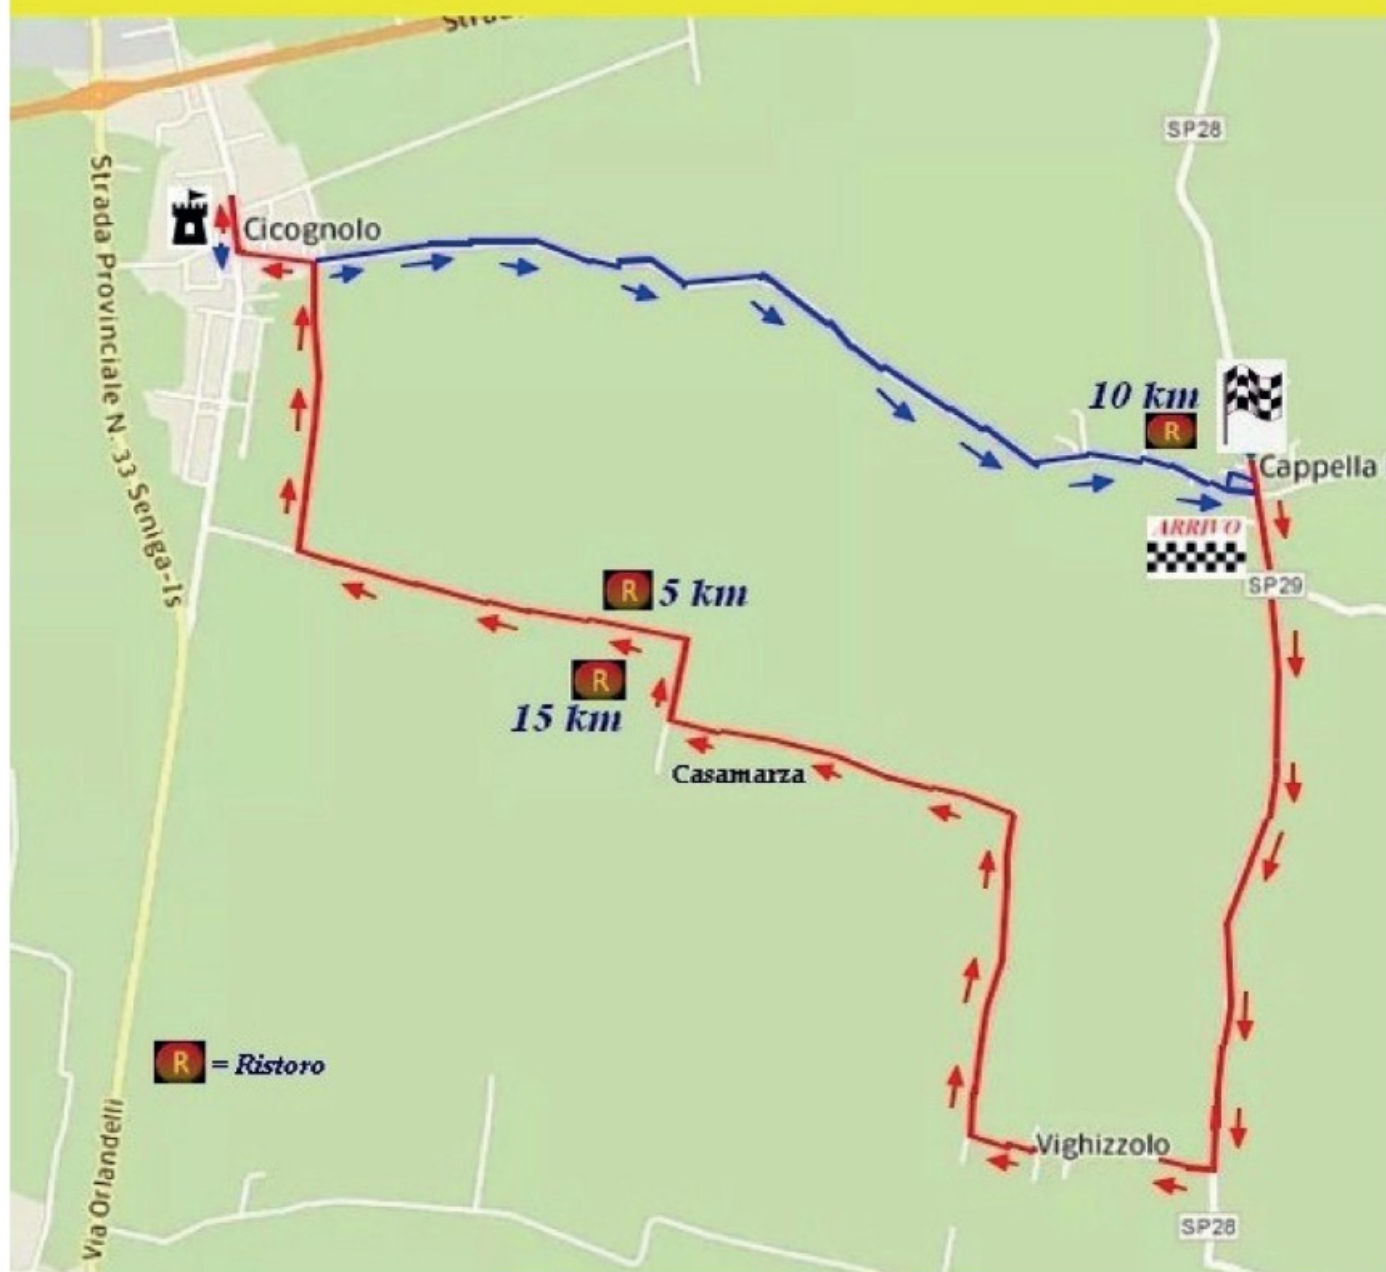 SP28
Strada Provinciale N. 33 Seniga-Is
Cicognolo
10 km
R
Cappella
ARRIVO
SP29
R 5 km
R
15 km
Casamarza
R = Ristoro
Vighizzolo
Via Orlandelli
SP28